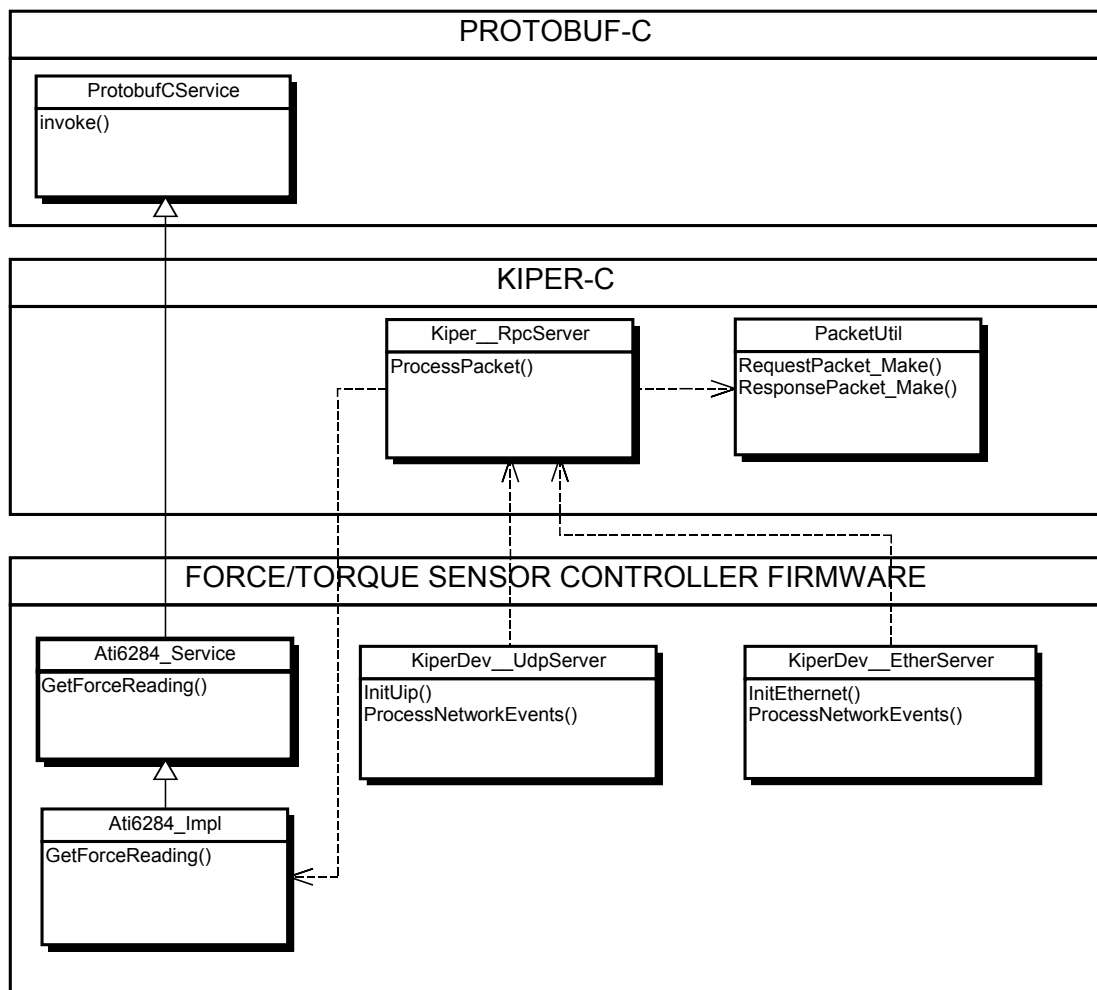 PROTOBUF-C
ProtobufCService
invoke()
KIPER-C
Kiper__RpcServer
ProcessPacket()
PacketUtil
RequestPacket_Make()
ResponsePacket_Make()
FORCE/TORQUE SENSOR CONTROLLER FIRMWARE
Ati6284_Service
GetForceReading()
KiperDev__UdpServer
InitUip()
ProcessNetworkEvents()
KiperDev__EtherServer
InitEthernet()
ProcessNetworkEvents()
Ati6284_Impl
GetForceReading()